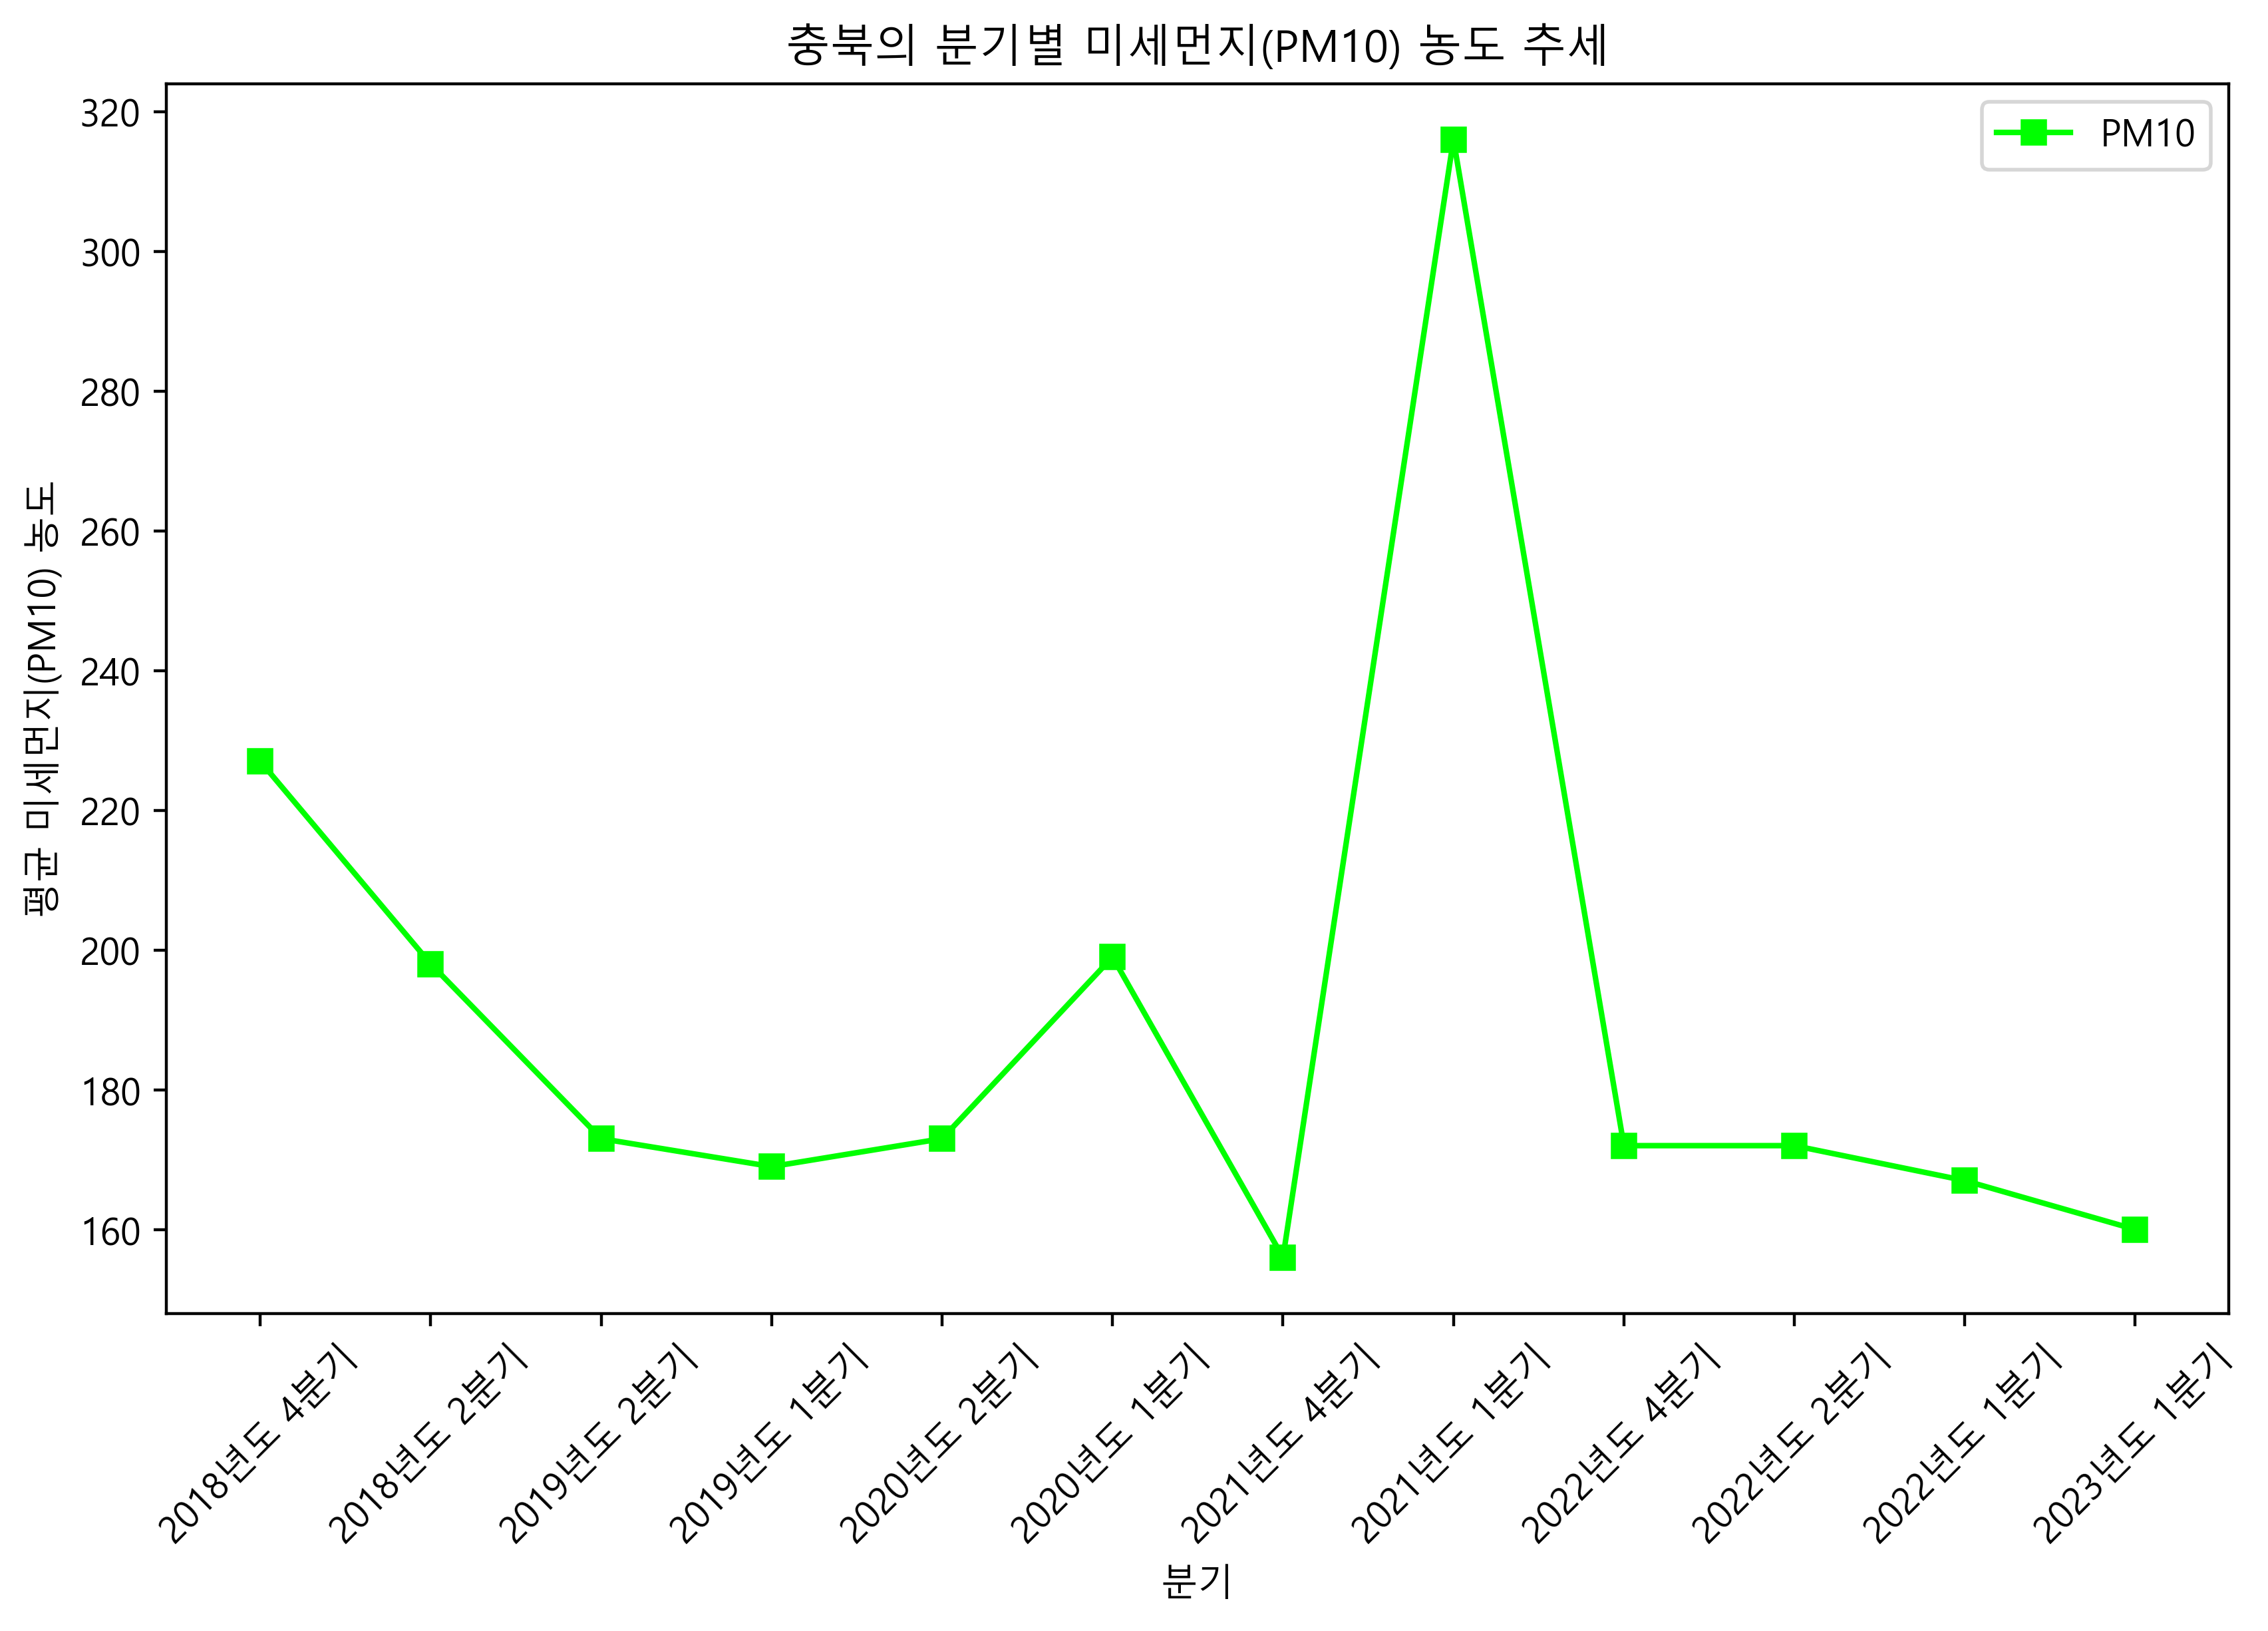 충북의 분기별 미세먼지(PM10) 농도 추세
PM10
평균 미세먼지(PM10) 농도
320
300
280
260
240
220
200
180
160
2018년도 4분기
2018년도 2분기
2019년도 2분기
2019년도 1분기
2020년도 2분기
2020년도 1분기
2021년도 4분기
2021년도 1분기
2022년도 4분기
2022년도 2분기
2022년도 1분기
2023년도 1분기
분기